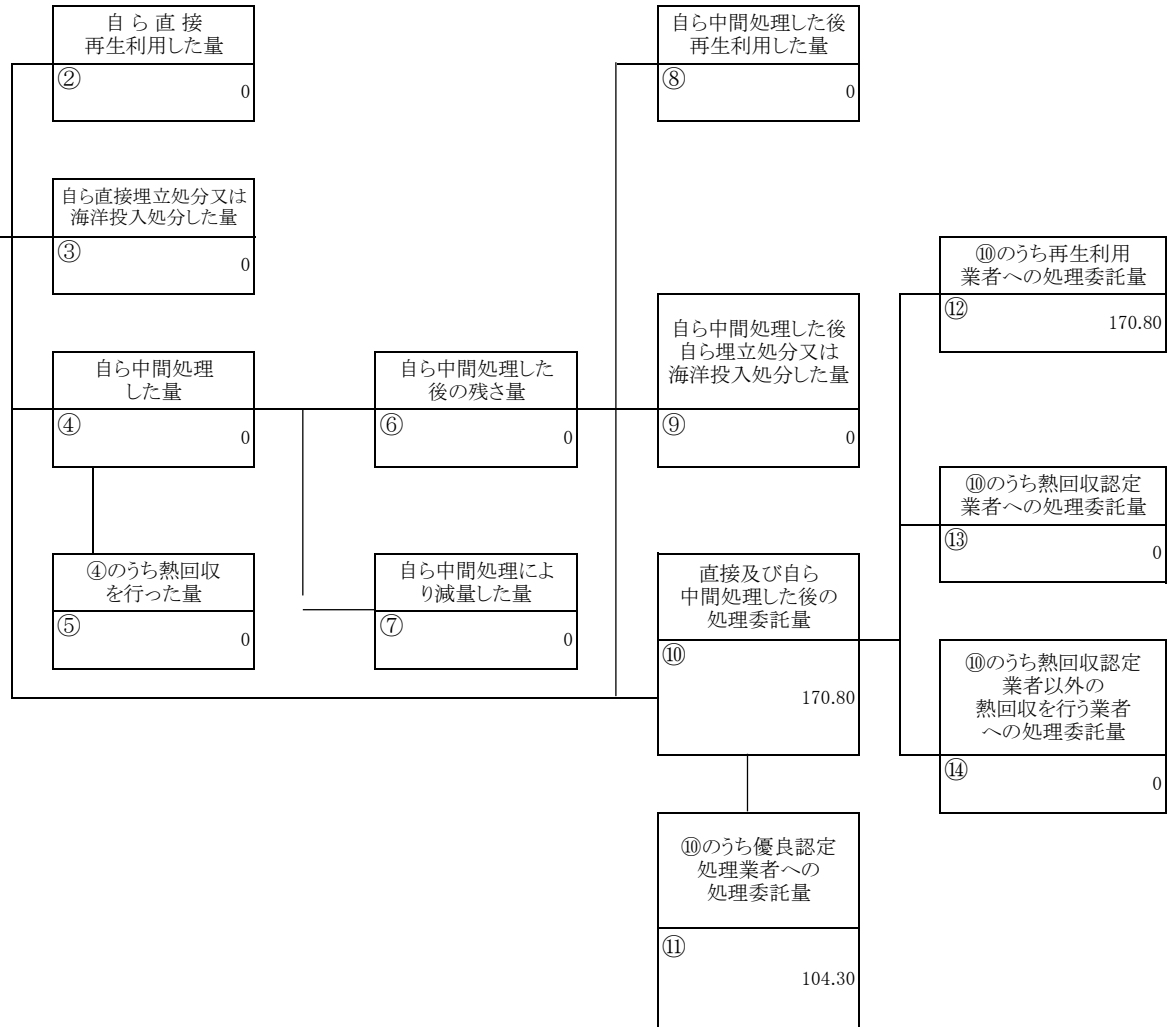 自ら直接
再生利用した量
②
0
自ら直接埋立処分又は
海洋投入処分した量
③
0
自ら中間処理
した量
④
0
④のうち熱回収
を行った量
⑤
0
自ら中間処理した
後の残さ量
⑥
0
自ら中間処理によ
り減量した量
⑦
0
自ら中間処理した後
再生利用した量
⑧
0
自ら中間処理した後
自ら埋立処分又は
海洋投入処分した量
⑨
0
直接及び自ら
中間処理した後の
処理委託量
⑩
170.80
⑩のうち優良認定
処理業者への
処理委託量
⑪
104.30
⑩のうち再生利用
業者への処理委託量
⑫
170.80
⑩のうち熱回収認定
業者への処理委託量
⑬
0
⑩のうち熱回収認定
業者以外の
熱回収を行う業者
への処理委託量
⑭
0